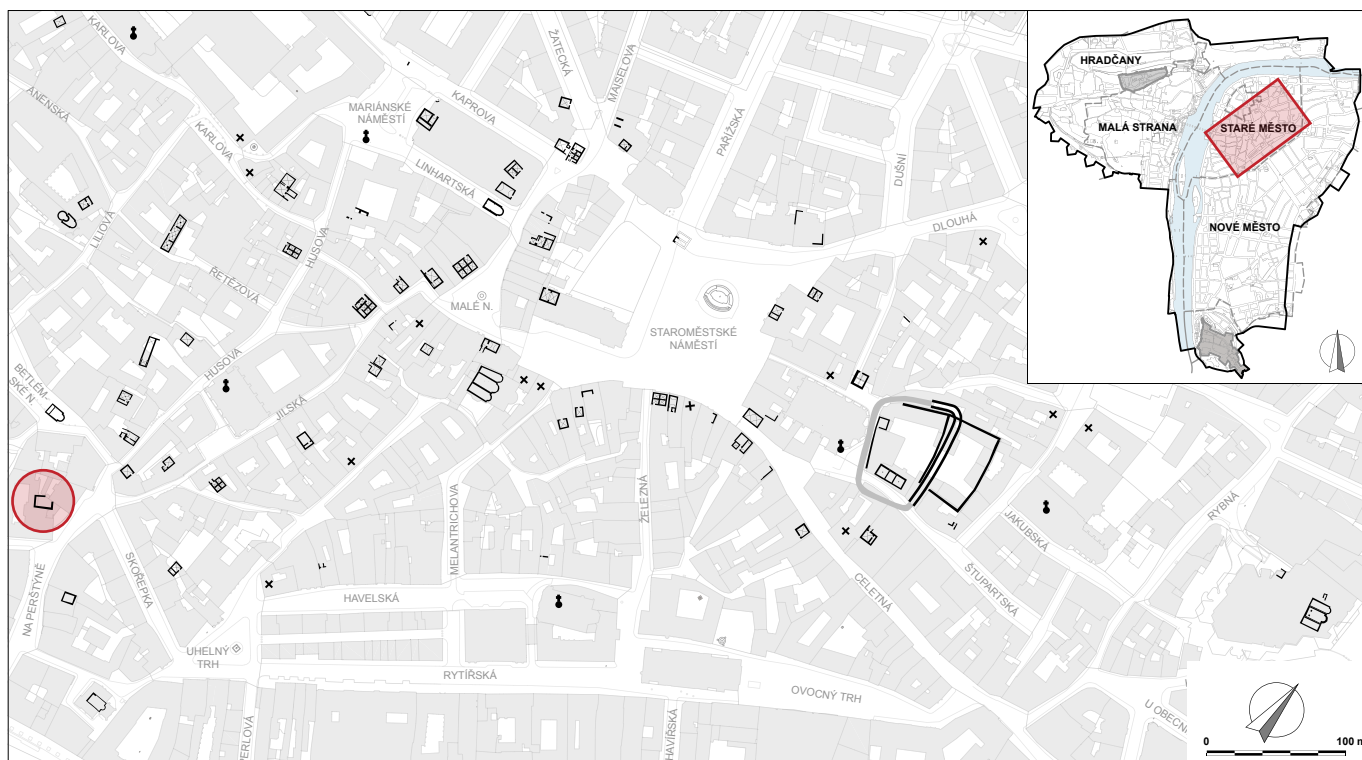 KARLOVA
ANENSKÁ
KARLOVA
MARIÁNSKÉ
NÁMĚSTÍ
KAPROVA
ŽATECKÁ
MAISELOVA
PAŘÍŽSKÁ
DUŠNÍ
DLOUHÁ
LINHARTSKÁ
LILIOVÁ
ŘETĚZOVÁ
HUSOVA
MALÉ N.
STAROMĚSTSKÉ
NÁMĚSTÍ
BETLÉM-
SKÉ N
HUSOVA
JILSKÁ
MELANTRICHOVA
ŽELEZNÁ
CELETNÁ
ŠTUPARTSKÁ
JAKUBSKÁ
RYBNÁ
NA PERŠTÝNĚ
SKOŘEPKA
HAVELSKÁ
UHELNÝ
TRH
RYTÍŘSKÁ
OVOCNÝ TRH
U OBECNÍ
PERLOVÁ
HAVÍŘSKÁ
HRADČANY
MALÁ STRANA
STARÉ MĚSTO
NOVÉ MĚSTO
0 100 m